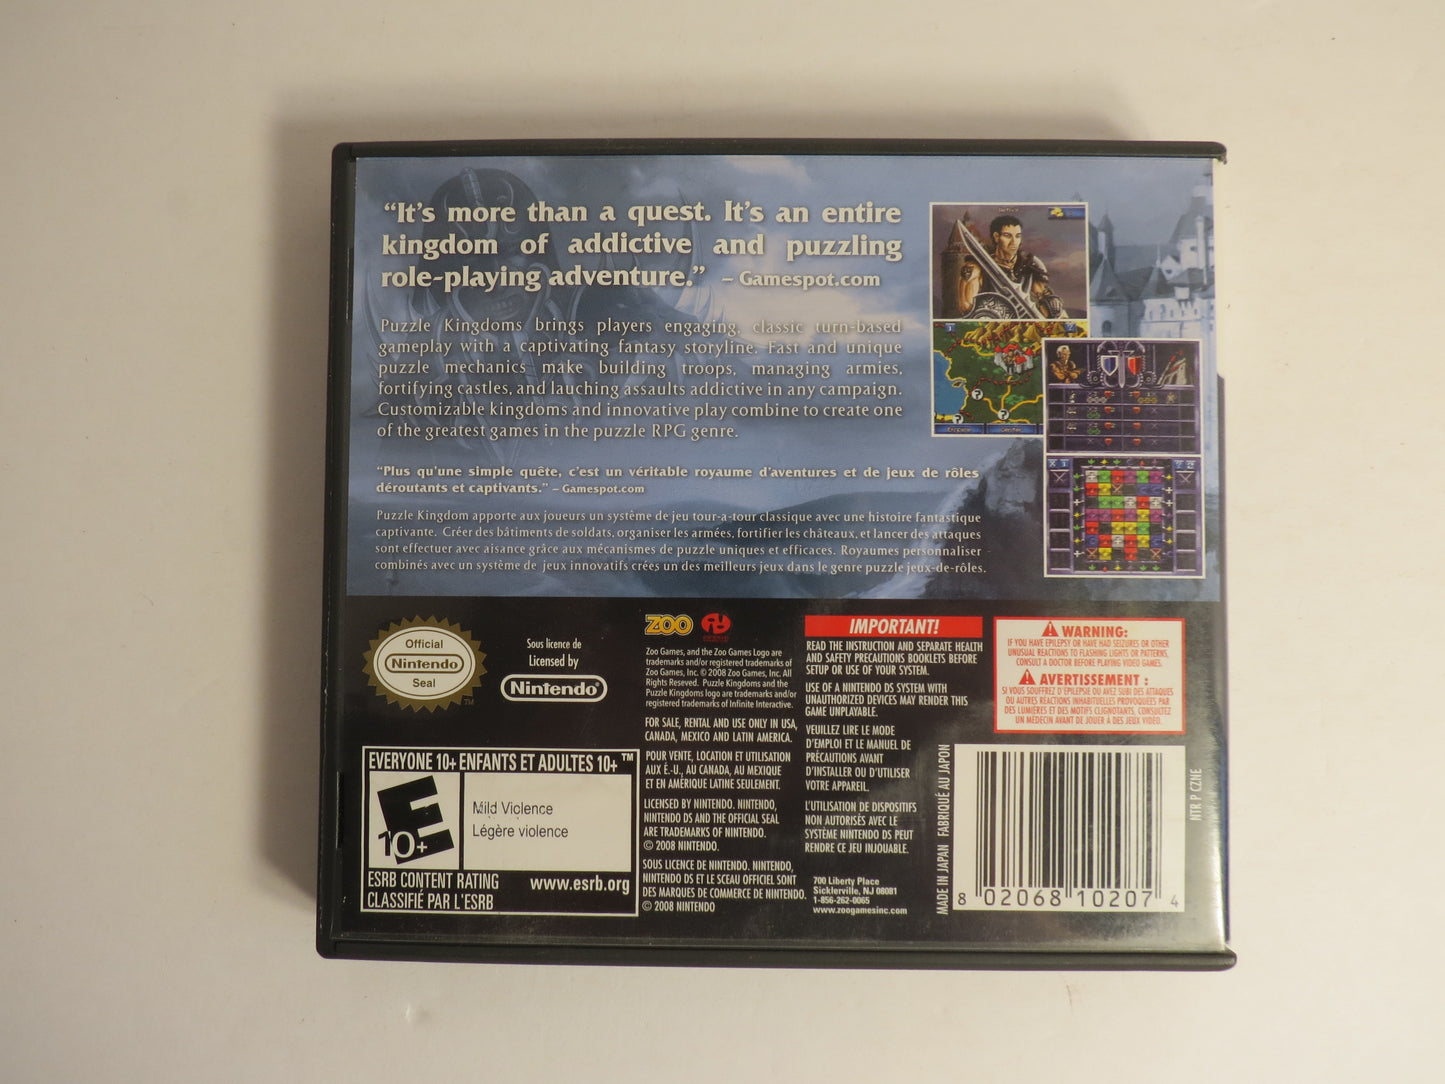 “It's more than a quest. It's an entire
kingdom of addictive and puzzling
role-playing adventure.” – Gamespot.com
Puzzle Kingdoms brings players engaging, classic turn-based
gameplay with a captivating fantasy storyline. Fast and unique
puzzle mechanics make building troops, managing armies,
fortifying castles, and lauching assaults addictive in any campaign.
Customizable kingdoms and innovative play combine to create one
of the greatest games in the puzzle RPG genre.
“Plus qu'une simple quête, c'est un véritable royaume d'aventures et de jeux de rôles
déroutants et captivants.” – Gamespot.com
Puzzle Kingdom apporte aux joueurs un système de jeu tour-a-tour classique avec une histoire fantastique
captivante. Créer des bâtiments de soldats, organiser les armées, fortifier les châteaux, et lancer des attaques
sont effectuer avec aisance grâce aux mécanismes de puzzle uniques et efficaces. Royaumes personnaliser
combinés avec un système de jeux innovatifs crées un des meilleurs jeux dans le genre puzzle jeux-de-rôles.
Official
Nintendo
Seal
TM
Sous licence de
Licensed by
Nintendo
ZOO
Zoo Games, and the Zoo Games Logo are
trademarks and/or registered trademarks of
Zoo Games, Inc. © 2008 Zoo Games, Inc. All
Rights Reseved. Puzzle Kingdoms and the
Puzzle Kingdoms logo are trademarks and/or
registered trademarks of Infinite Interactive.
FOR SALE, RENTAL AND USE ONLY IN USA,
CANADA, MEXICO AND LATIN AMERICA.
POUR VENTE, LOCATION ET UTILISATION
AUX É.-U., AU CANADA, AU MEXIQUE
ET EN AMÉRIQUE LATINE SEULEMENT.
LICENSED BY NINTENDO. NINTENDO,
NINTENDO DS AND THE OFFICIAL SEAL
ARE TRADEMARKS OF NINTENDO.
© 2008 NINTENDO.
SOUS LICENCE DE NINTENDO. NINTENDO,
NINTENDO DS ET LE SCEAU OFFICIEL SONT
DES MARQUES DE COMMERCE DE NINTENDO.
© 2008 NINTENDO
IMPORTANT!
READ THE INSTRUCTION AND SEPARATE HEALTH
AND SAFETY PRECAUTIONS BOOKLETS BEFORE
SETUP OR USE OF YOUR SYSTEM.
USE OF A NINTENDO DS SYSTEM WITH
UNAUTHORIZED DEVICES MAY RENDER THIS
GAME UNPLAYABLE.
VEUILLEZ LIRE LE MODE
D'EMPLOI ET LE MANUEL DE
PRÉCAUTIONS AVANT
D'INSTALLER OU D'UTILISER
VOTRE APPAREIL.
L'UTILISATION DE DISPOSITIFS
NON AUTORISÉS AVEC LE
SYSTÈME NINTENDO DS PEUT
RENDRE CE JEU INJOUABLE.
700 Liberty Place
Sicklerville, NJ 08081
1-856-262-0065
www.zoogamesinc.com
WARNING:
IF YOU HAVE EPILEPSY OR HAVE HAD SEIZURES OR OTHER
UNUSUAL REACTIONS TO FLASHING LIGHTS OR PATTERNS,
CONSULT A DOCTOR BEFORE PLAYING VIDEO GAMES.
AVERTISSEMENT :
SI VOUS SOUFFREZ D'ÉPILEPSIE OU AVEZ SUBI DES ATTAQUES
OU AUTRES RÉACTIONS INHABITUELLES PROVOQUÉES PAR
DES LUMIÈRES ET DES MOTIFS CLIGNOTANTS, CONSULTEZ
UN MÉDECIN AVANT DE JOUER À DES JEUX VIDÉO.
EVERYONE 10+ ENFANTS ET ADULTES 10+ ™
E
10+
Mild Violence
Légère violence
ESRB CONTENT RATING www.esrb.org
CLASSIFIÉ PAR L'ESRB
MADE IN JAPAN FABRIQUÉ AU JAPON
8 02068 10207 4
NTR P CZNE